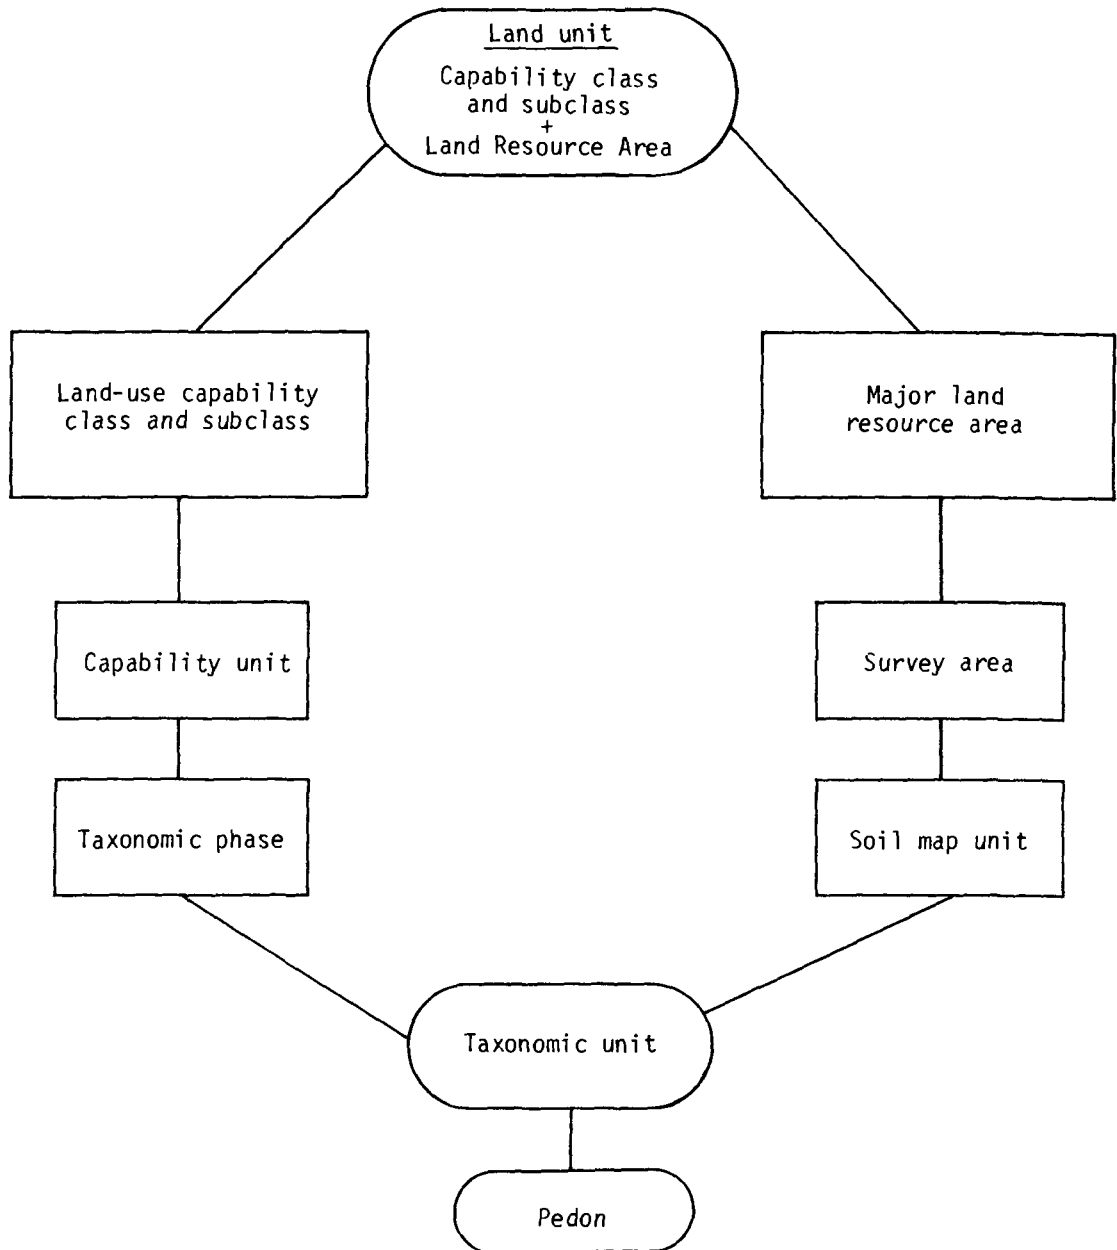 Land unit
Capability class
and subclass
+
Land Resource Area
Land-use capability
class and subclass
Major land
resource area
Capability unit
Survey area
Taxonomic phase
Soil map unit
Taxonomic unit
Pedon